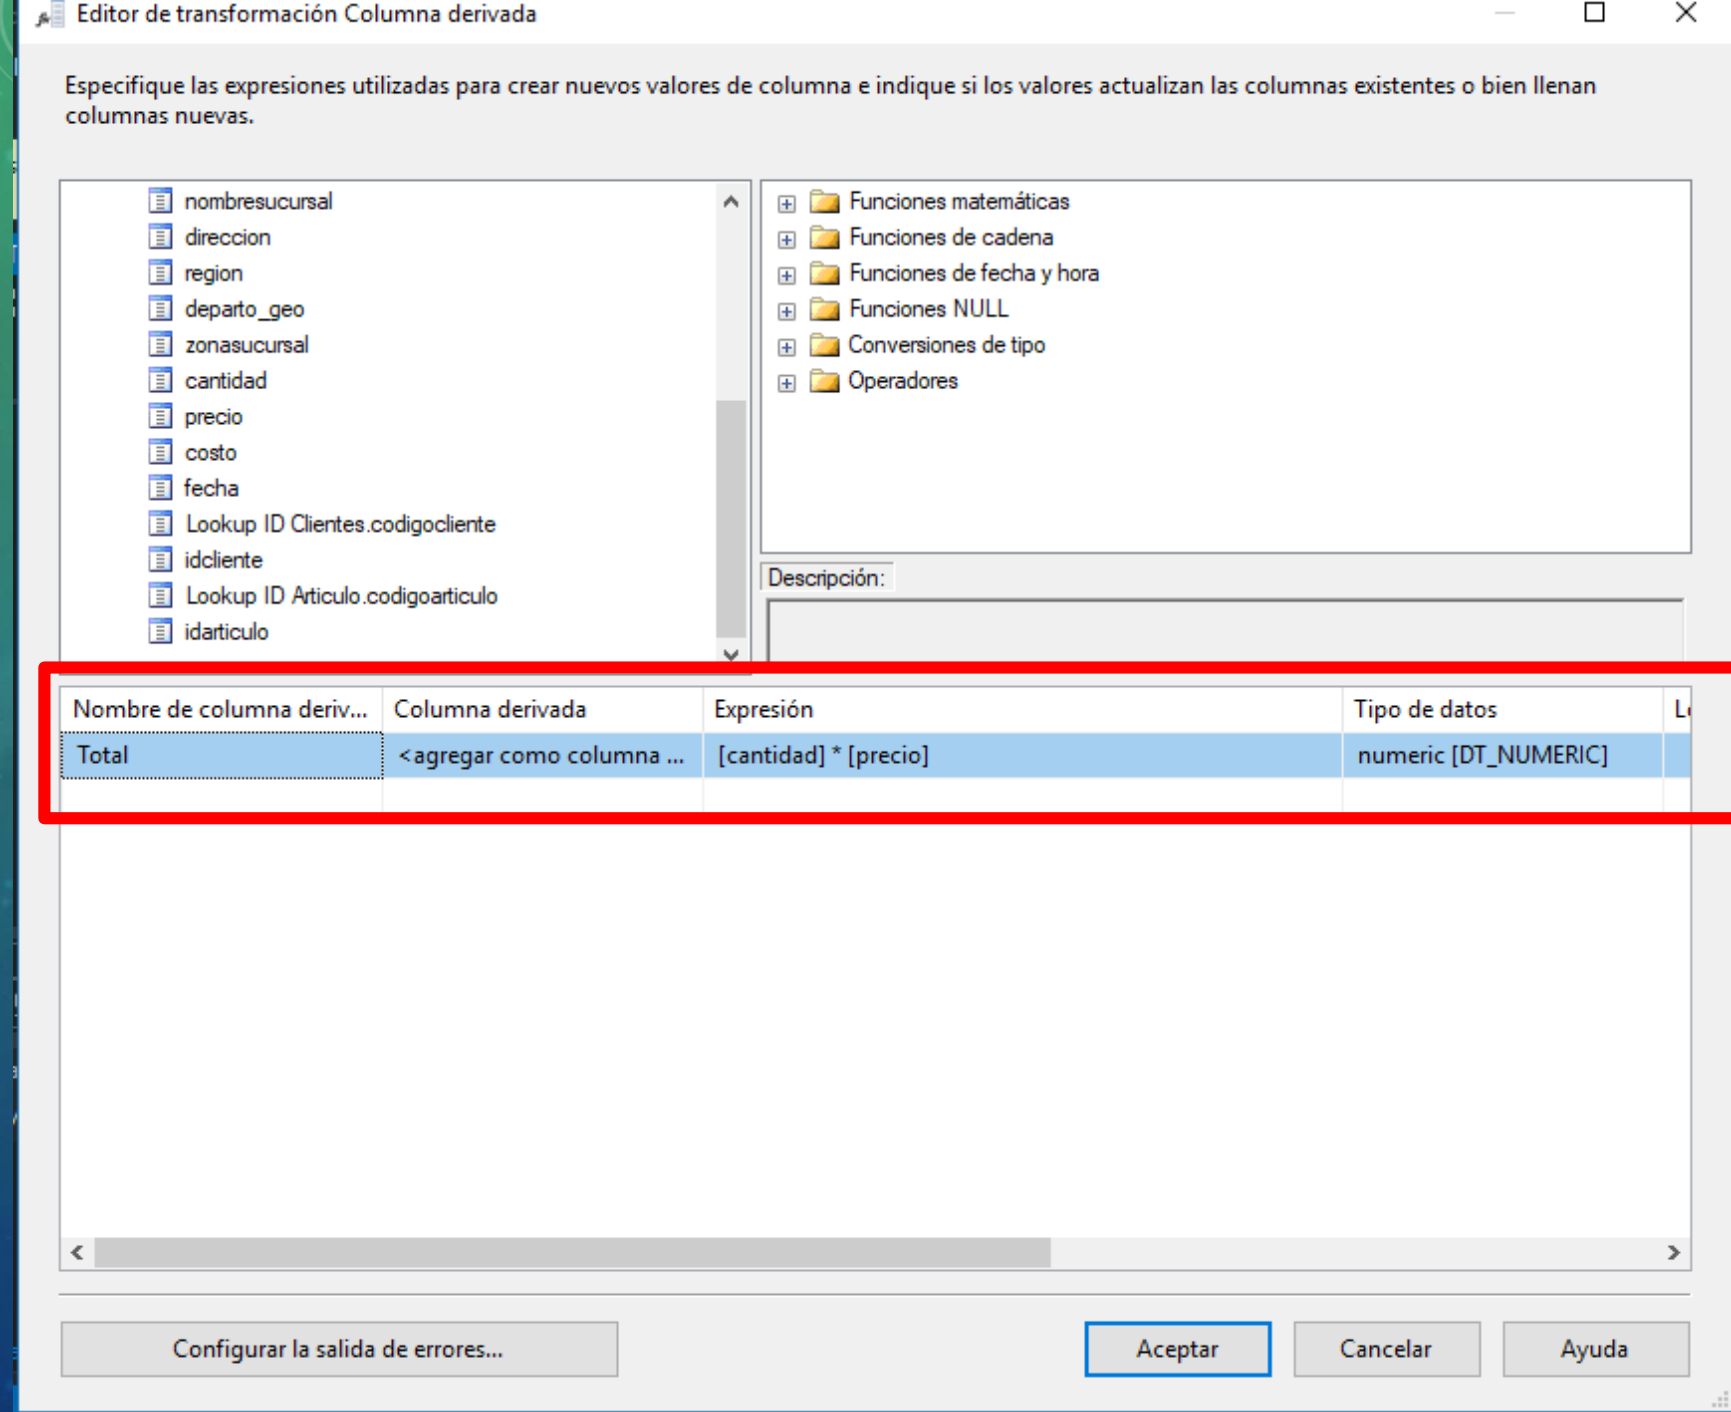 Editor de transformación Columna derivada
Especifique las expresiones utilizadas para crear nuevos valores de columna e indique si los valores actualizan las columnas existentes o bien llenan
columnas nuevas.
nombresucursal
direccion
region
departo_geo
zonasucursal
cantidad
precio
costo
fecha
Lookup ID Clientes.codigocliente
idcliente
Lookup ID Articulo.codigoarticulo
idarticulo
Funciones matemáticas
Funciones de cadena
Funciones de fecha y hora
Funciones NULL
Conversiones de tipo
Operadores
Descripción:
Nombre de columna deriv... Columna derivada Expresión Tipo de datos
Total <agregar como columna ... [cantidad] * [precio] numeric [DT_NUMERIC]
Configurar la salida de errores... Aceptar Cancelar Ayuda